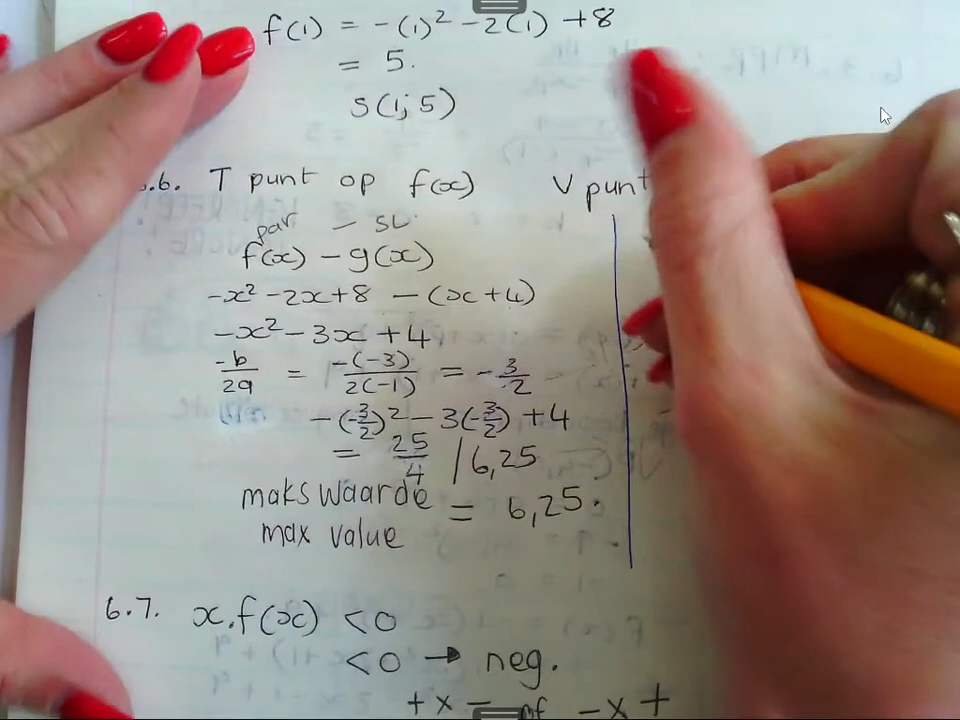 f(1) = -(1)² - 2(1) + 8
= 5.
S(1; 5)
.6. T punt op f(x)
V punt
par - SL
f(x) - g(x)
-x² - 2x + 8 - (x + 4)
-x² - 3x + 4
-b/2a = -(-3)/2(-1) = -3/2
-(-3/2)² - 3(-3/2) + 4
= 25/4 / 6,25
maks waarde
max value = 6,25.
6.7. x.f(x) < 0
< 0 → neg.
+ x - of - x +